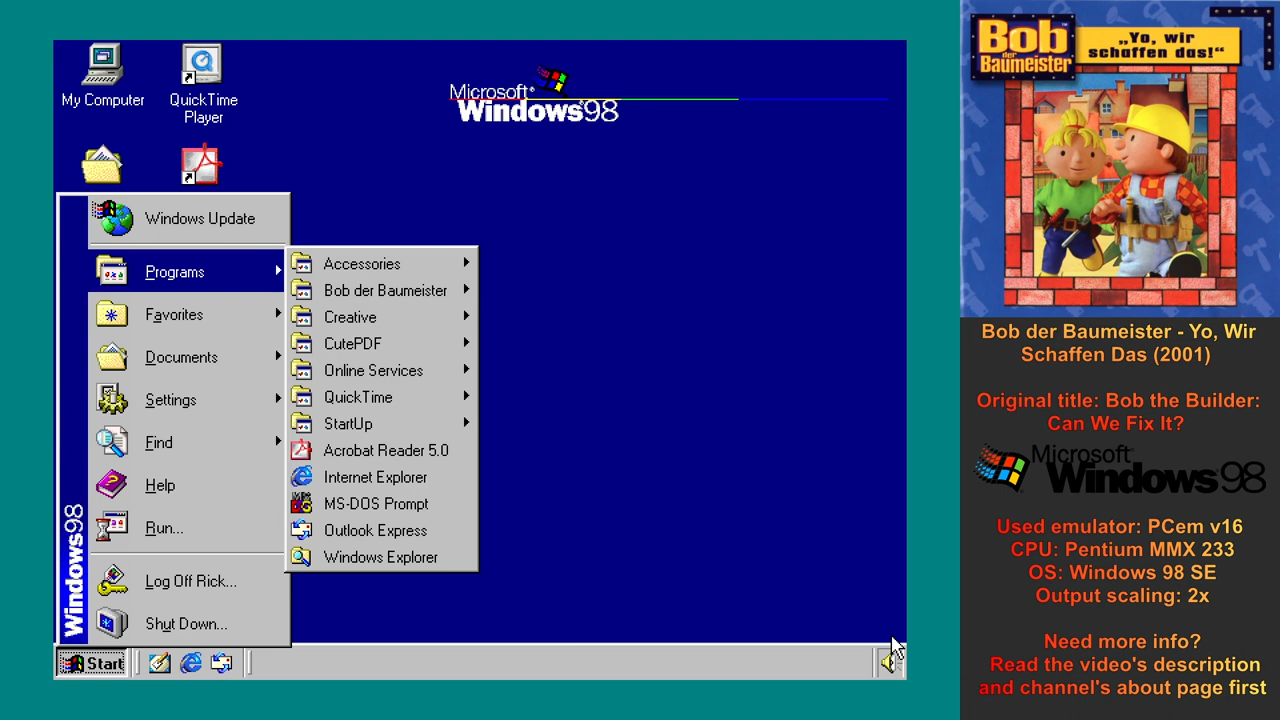 My Computer
QuickTime
Player
Microsoft
Windows 98
Windows Update
Programs
Favorites
Documents
Settings
Find
Help
Run...
Log Off Rick...
Shut Down...
Windows98
Accessories
Bob der Baumeister
Creative
CutePDF
Online Services
QuickTime
StartUp
Acrobat Reader 5.0
Internet Explorer
MS-DOS Prompt
Outlook Express
Windows Explorer
Start
Bob
der
Baumeister
„Yo, wir
schaffen das!“
Bob der Baumeister - Yo, Wir
Schaffen Das (2001)
Original title: Bob the Builder:
Can We Fix It?
Microsoft
Windows 98
Used emulator: PCem v16
CPU: Pentium MMX 233
OS: Windows 98 SE
Output scaling: 2x
Need more info?
Read the video's description
and channel's about page first